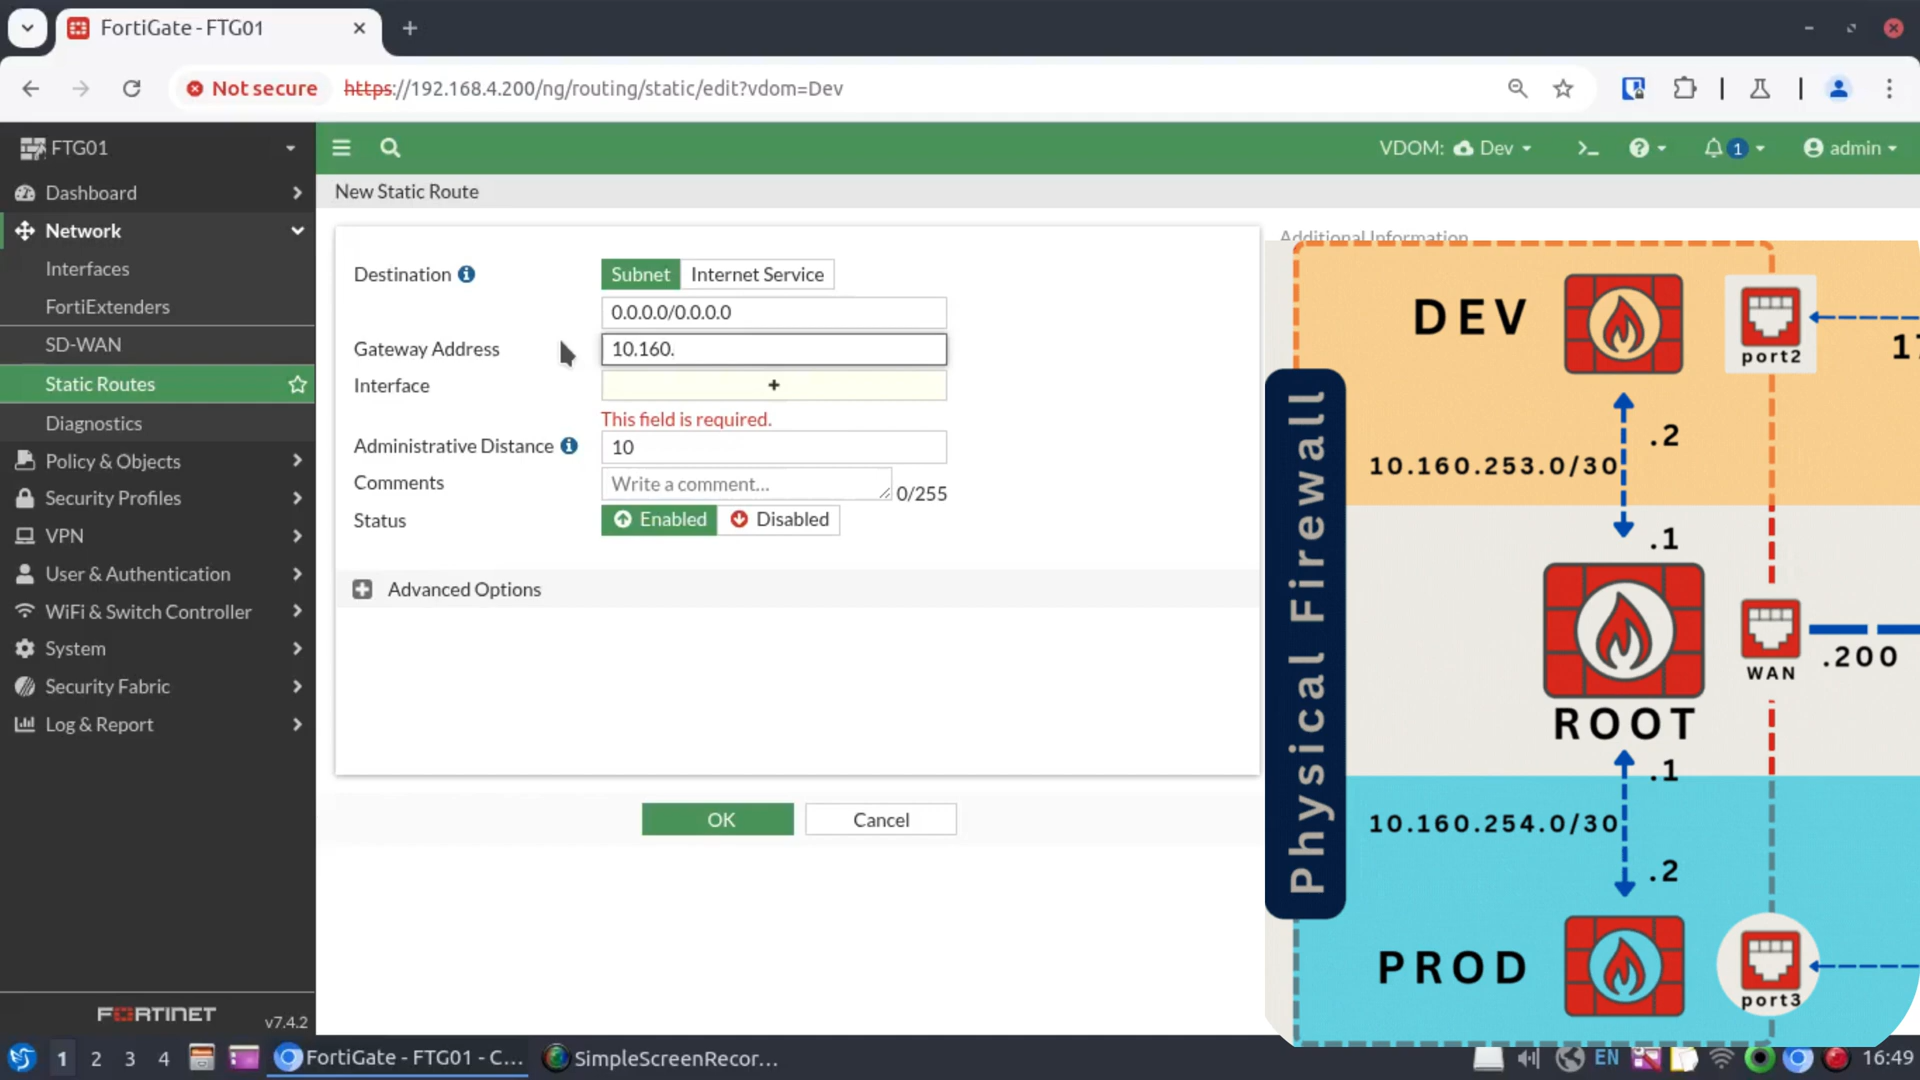 FortiGate - FTG01
Not secure
https://192.168.4.200/ng/routing/static/edit?vdom=Dev
FTG01
VDOM: Dev
1
admin
Dashboard
Network
Interfaces
FortiExtenders
SD-WAN
Static Routes
Diagnostics
Policy & Objects
Security Profiles
VPN
User & Authentication
WiFi & Switch Controller
System
Security Fabric
Log & Report
FORTINET
v7.4.2
New Static Route
Destination
Subnet
Internet Service
0.0.0.0/0.0.0.0
Gateway Address
10.160.
Interface
+
This field is required.
Administrative Distance
10
Comments
Write a comment...
0/255
Status
Enabled
Disabled
Advanced Options
OK
Cancel
Additional Information
Physical Firewall
DEV
port2
17
.2
10.160.253.0/30
.1
ROOT
WAN
.200
.1
10.160.254.0/30
.2
PROD
port3
1
2
3
4
FortiGate - FTG01 - C...
SimpleScreenRecor...
EN
16:49